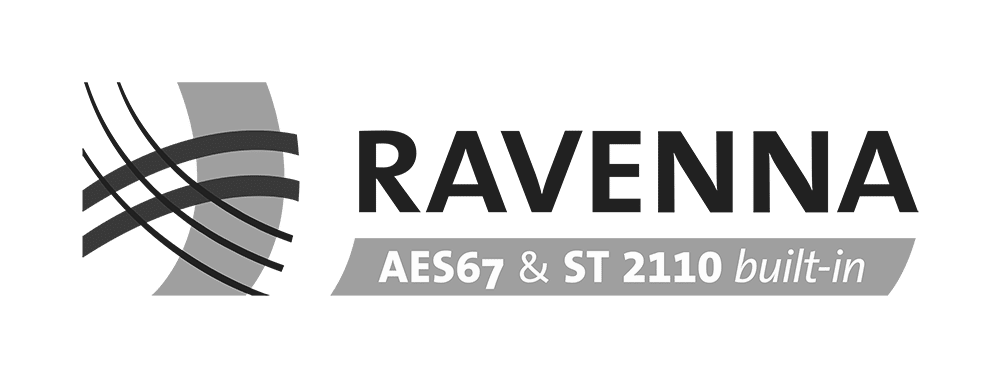 RAVENNA
AES67 & ST 2110 built-in